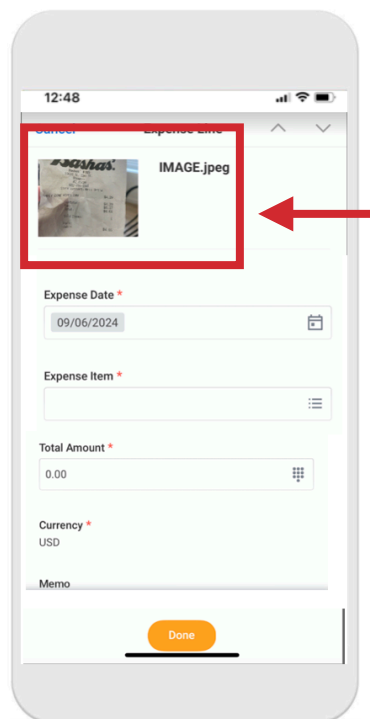 12:48
Cancel Expense Line
Bashas'.
IMAGE.jpeg
Expense Date *
09/06/2024
Expense Item *
Total Amount *
0.00
Currency *
USD
Memo
Done